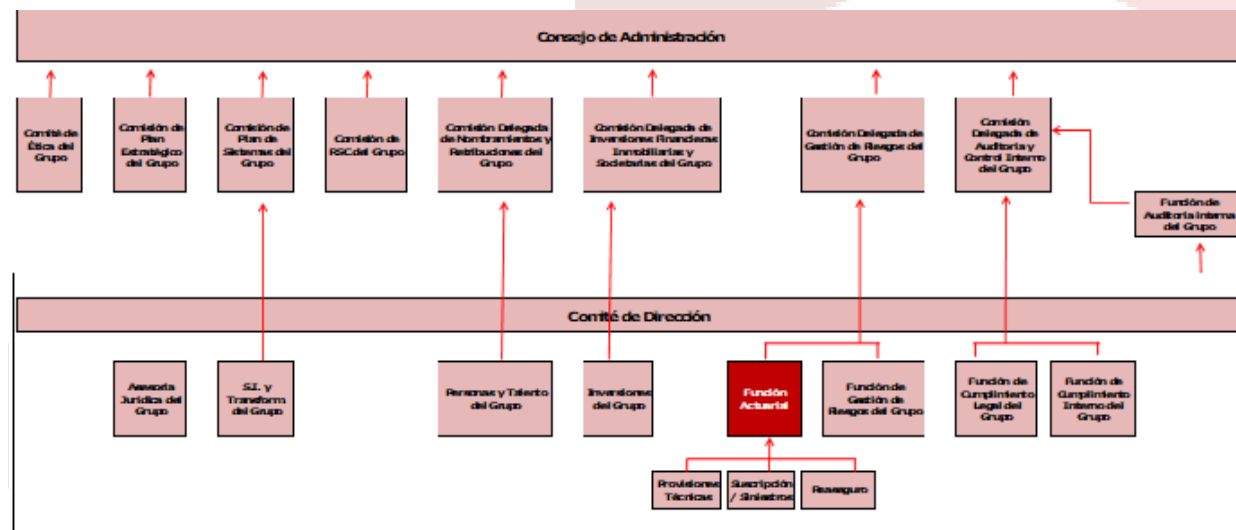 Consejo de Administración
Comité de
Ética del
Grupo
Comisión de
Plan
Estratégico
del Grupo
Comisión de
Plan de
Sistemas del
Grupo
Comisión de
RSC del Grupo
Comisión Delegada
de Nombramientos y
Retribuciones del
Grupo
Comisión Delegada de
Inversiones Financieras
Inmobiliarias y
Societarias del Grupo
Comisión Delegada de
Gestión de Riesgos del
Grupo
Comisión
Delegada de
Auditoría y
Control Interno
del Grupo
Función de
Auditoría Interna
del Grupo
Comité de Dirección
Asesoría
Jurídica del
Grupo
S.I. y
Transform
del Grupo
Personas y Talento
del Grupo
Inversiones
del Grupo
Función
Actuarial
Función de
Gestión de
Riesgos del Grupo
Función de
Cumplimiento
Legal del
Grupo
Función de
Cumplimiento
Interno del
Grupo
Provisiones
Técnicas
Suscripción
/ Siniestros
Reaseguro